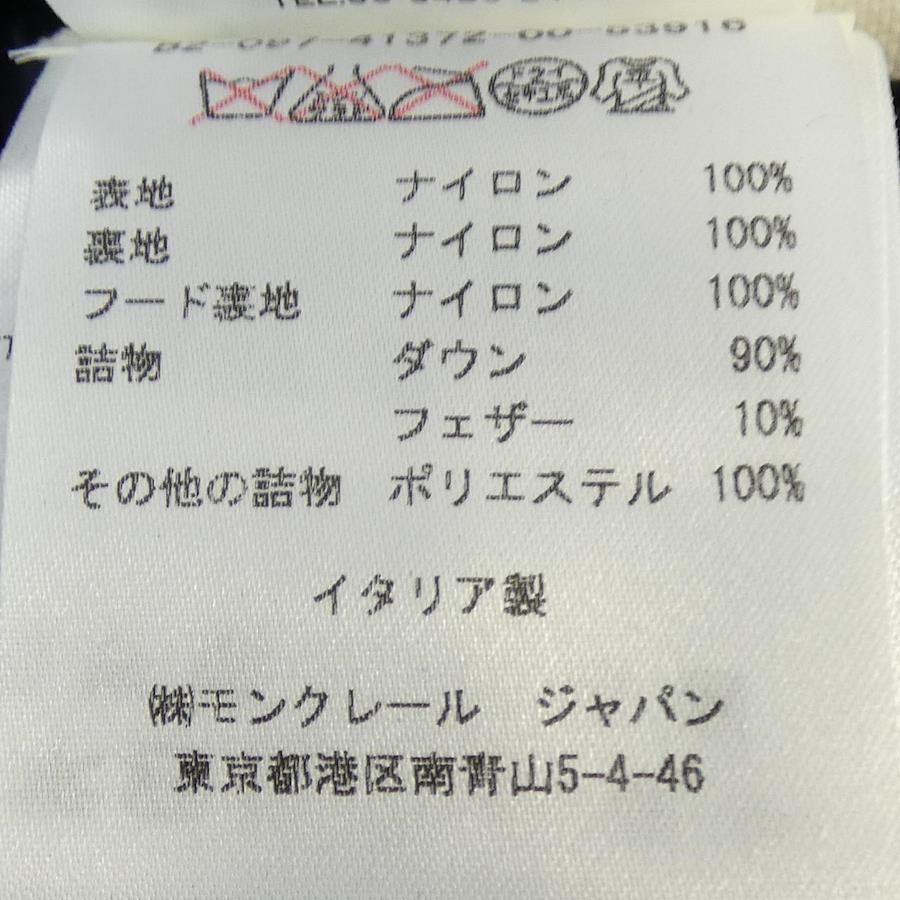 表地 ナイロン 100%
裏地 ナイロン 100%
フード裏地 ナイロン 100%
詰物 ダウン 90%
フェザー 10%
その他の詰物 ポリエステル 100%
イタリア製
㈱モンクレール ジャパン
東京都港区南青山5-4-46